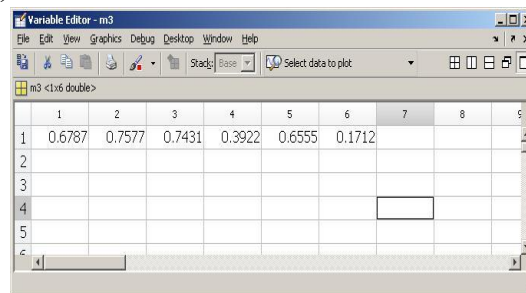 Variable Editor - m3
File Edit View Graphics Debug Desktop Window Help
Stack: Base Select data to plot
m3 <1x6 double>
1 2 3 4 5 6 7 8 9
1 0.6787 0.7577 0.7431 0.3922 0.6555 0.1712
2
3
4
5
6